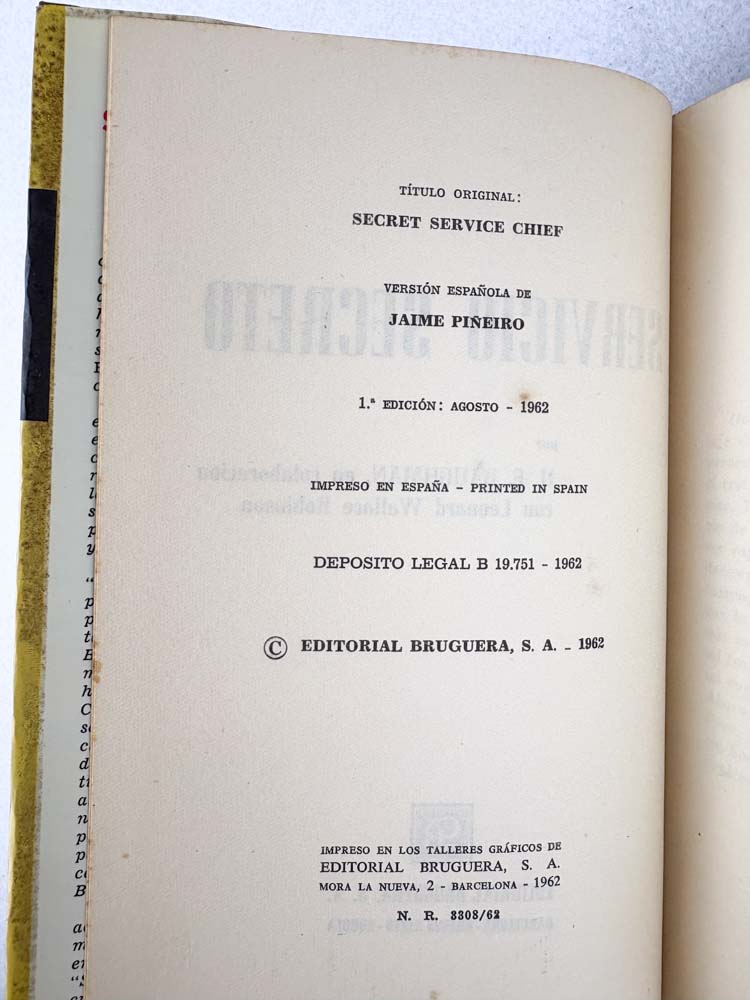 TÍTULO ORIGINAL:
SECRET SERVICE CHIEF
VERSIÓN ESPAÑOLA DE
JAIME PIÑEIRO
1.ª EDICIÓN: AGOSTO - 1962
IMPRESO EN ESPAÑA - PRINTED IN SPAIN
DEPOSITO LEGAL B 19.751 - 1962
© EDITORIAL BRUGUERA, S. A. - 1962
IMPRESO EN LOS TALLERES GRÁFICOS DE
EDITORIAL BRUGUERA, S. A.
MORA LA NUEVA, 2 - BARCELONA - 1962
N. R. 3308/62